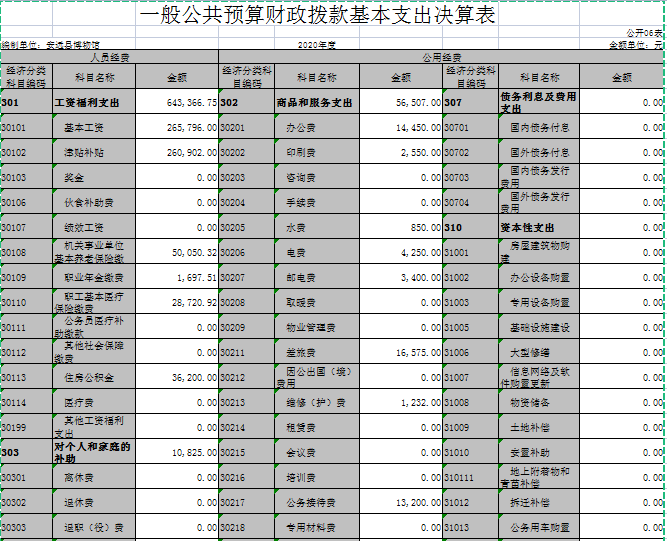 一般公共预算财政拨款基本支出决算表
公开06表
编制单位：安远县博物馆 2020年度 金额单位：元
人员经费 公用经费
经济分类科目编码 科目名称 金额 经济分类科目编码 科目名称 金额 经济分类科目编码 科目名称 金额
301 工资福利支出 643,366.75 302 商品和服务支出 56,507.00 307 债务利息及费用支出 0.00
30101 基本工资 265,796.00 30201 办公费 14,450.00 30701 国内债务付息 0.00
30102 津贴补贴 260,902.00 30202 印刷费 2,550.00 30702 国外债务付息 0.00
30103 奖金 0.00 30203 咨询费 0.00 30703 国内债务发行费用 0.00
30106 伙食补助费 0.00 30204 手续费 0.00 30704 国外债务发行费用 0.00
30107 绩效工资 0.00 30205 水费 850.00 310 资本性支出 0.00
30108 机关事业单位基本养老保险缴 50,050.32 30206 电费 4,250.00 31001 房屋建筑物购建 0.00
30109 职业年金缴费 1,697.51 30207 邮电费 3,400.00 31002 办公设备购置 0.00
30110 职工基本医疗保险缴费 28,720.92 30208 取暖费 0.00 31003 专用设备购置 0.00
30111 公务员医疗补助缴款 0.00 30209 物业管理费 0.00 31005 基础设施建设 0.00
30112 其他社会保障缴费 0.00 30211 差旅费 16,575.00 31006 大型修缮 0.00
30113 住房公积金 36,200.00 30212 因公出国（境）费用 0.00 31007 信息网络及软件购置更新 0.00
30114 医疗费 0.00 30213 维修（护）费 1,232.00 31008 物资储备 0.00
30199 其他工资福利支出 0.00 30214 租赁费 0.00 31009 土地补偿 0.00
303 对个人和家庭的补助 10,825.00 30215 会议费 0.00 31010 安置补助 0.00
30301 离休费 0.00 30216 培训费 0.00 310111 地上附着物和青苗补偿 0.00
30302 退休费 0.00 30217 公务接待费 13,200.00 31012 拆迁补偿 0.00
30303 退职（役）费 0.00 30218 专用材料费 0.00 31013 公务用车购置 0.00